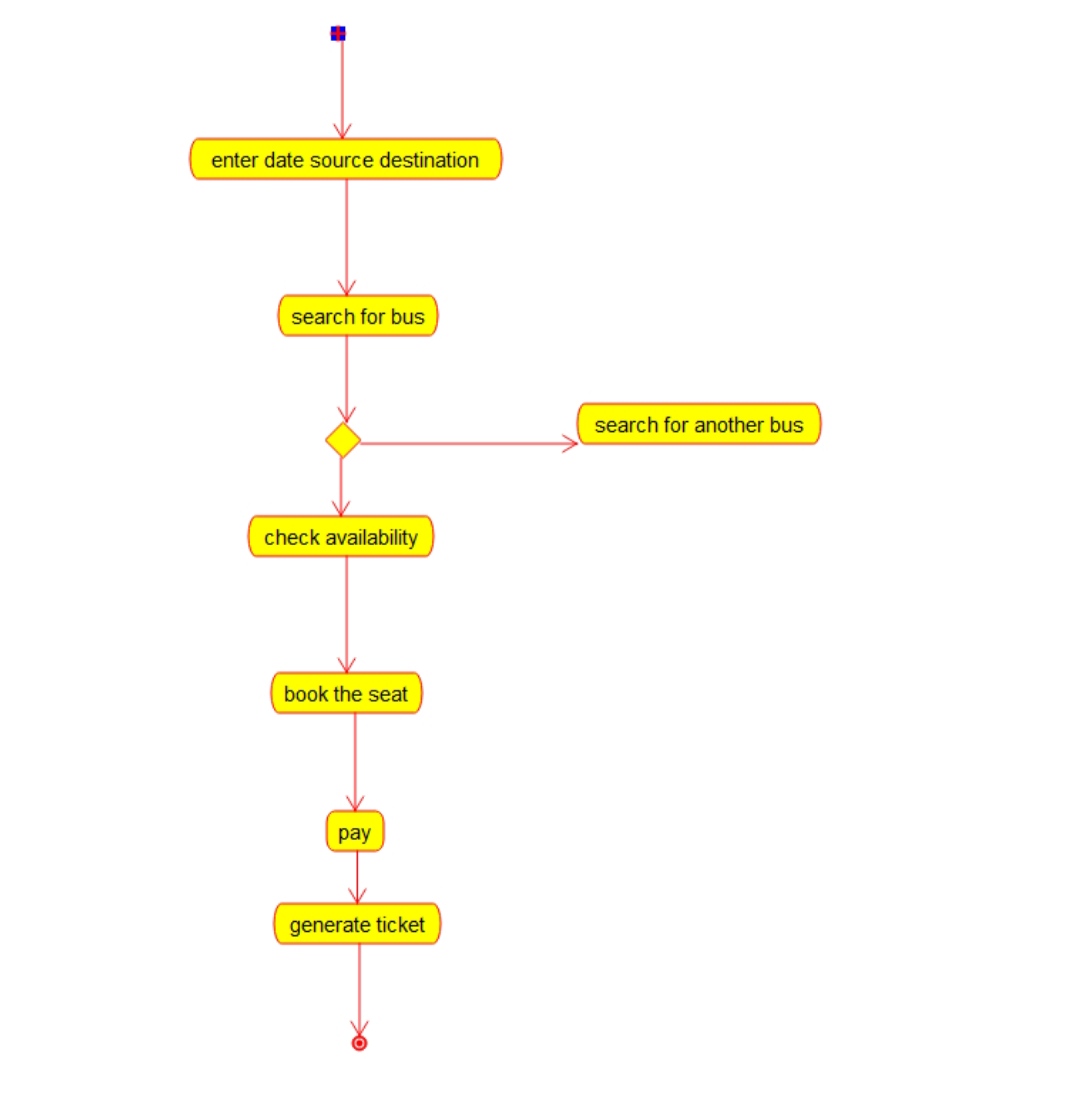 enter date source destination
search for bus
search for another bus
check availability
book the seat
pay
generate ticket